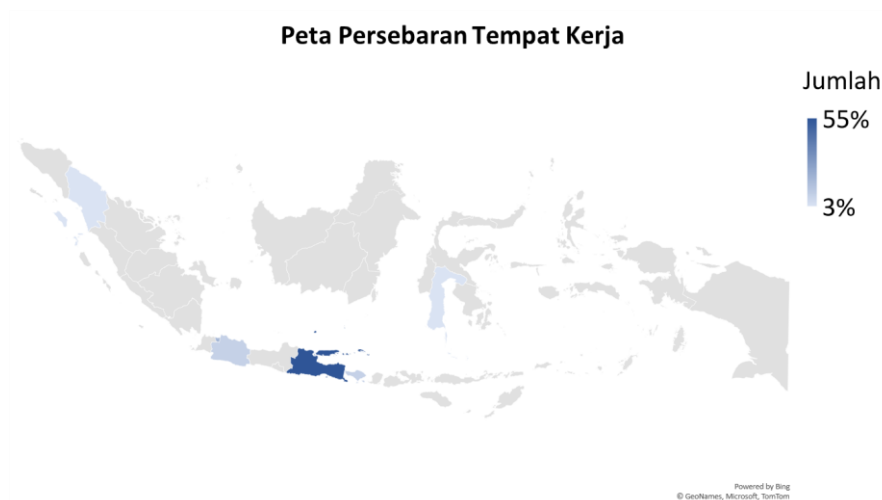 Peta Persebaran Tempat Kerja
Jumlah
55%
3%
Powered by Bing
© GeoNames, Microsoft, TomTom